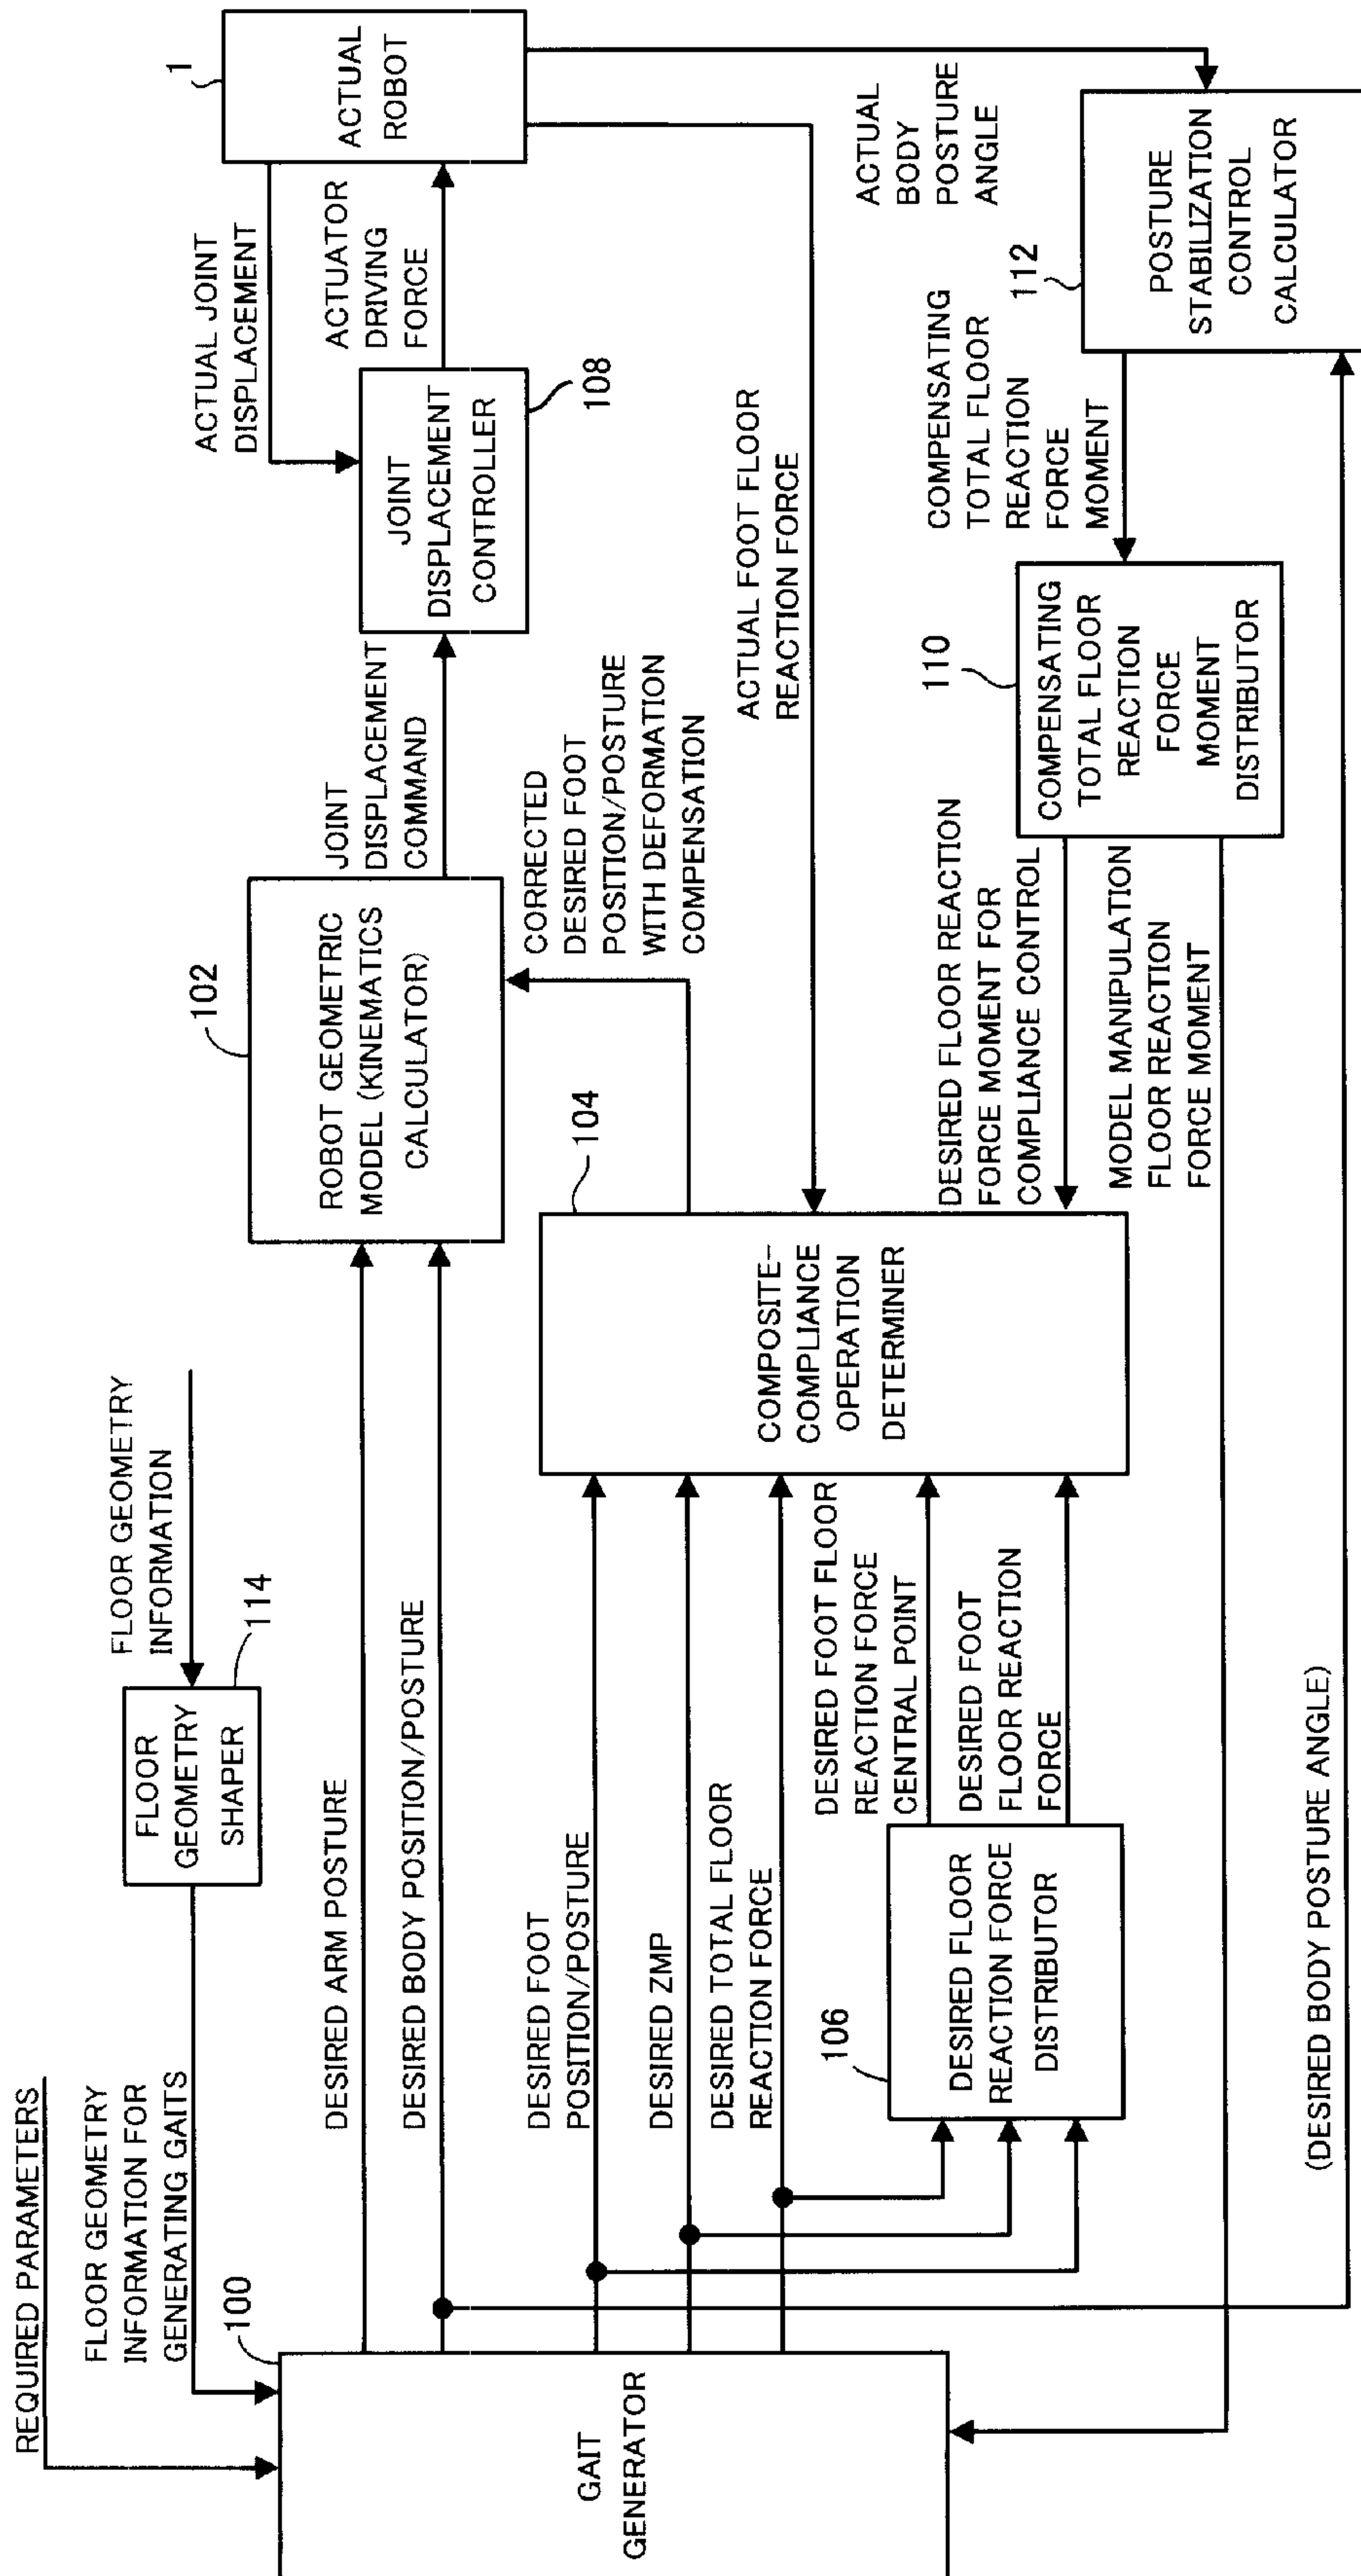 REQUIRED PARAMETERS
FLOOR GEOMETRY
INFORMATION FOR
GENERATING GAITS
100
GAIT
GENERATOR
FLOOR GEOMETRY
INFORMATION
114
FLOOR
GEOMETRY
SHAPER
DESIRED ARM POSTURE
DESIRED BODY POSITION/POSTURE
DESIRED FOOT
POSITION/POSTURE
DESIRED ZMP
DESIRED TOTAL FLOOR
REACTION FORCE
106
DESIRED FLOOR
REACTION FORCE
DISTRIBUTOR
DESIRED FOOT FLOOR
REACTION FORCE
CENTRAL POINT
DESIRED FOOT
FLOOR REACTION
FORCE
(DESIRED BODY POSTURE ANGLE)
102
ROBOT GEOMETRIC
MODEL (KINEMATICS
CALCULATOR)
104
COMPOSITE-
COMPLIANCE
OPERATION
DETERMINER
JOINT
DISPLACEMENT
COMMAND
CORRECTED
DESIRED FOOT
POSITION/POSTURE
WITH DEFORMATION
COMPENSATION
ACTUAL FOOT FLOOR
REACTION FORCE
DESIRED FLOOR REACTION
FORCE MOMENT FOR
COMPLIANCE CONTROL
MODEL MANIPULATION
FLOOR REACTION
FORCE MOMENT
JOINT
DISPLACEMENT
CONTROLLER
108
ACTUAL JOINT
DISPLACEMENT
ACTUATOR
DRIVING
FORCE
1
ACTUAL
ROBOT
110
COMPENSATING
TOTAL FLOOR
REACTION
FORCE
MOMENT
DISTRIBUTOR
COMPENSATING
TOTAL FLOOR
REACTION
FORCE
MOMENT
ACTUAL
BODY
POSTURE
ANGLE
112
POSTURE
STABILIZATION
CONTROL
CALCULATOR